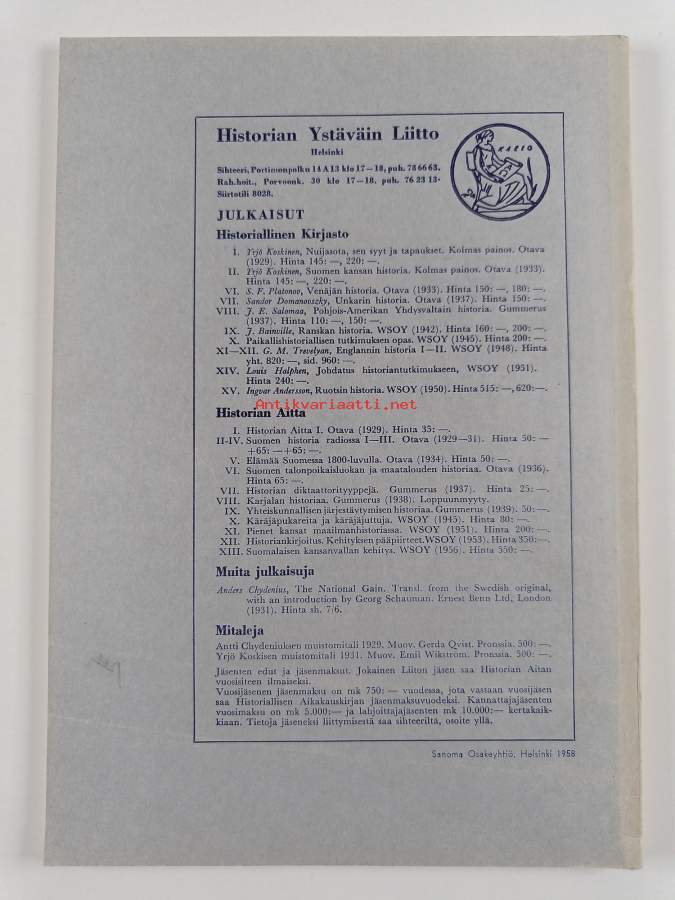 Historian Ystäväin Liitto
Helsinki
Sihteeri, Portimonpolku 14 A 13 klo 17—18, puh. 78 66 63.
Rah.hoit., Porvoonk. 30 klo 17—18, puh. 76 23 13.
Siirtotili 8028.
KLEIO
JULKAISUT
Historiallinen Kirjasto
I. Yrjö Koskinen, Nuijasota, sen syyt ja tapaukset. Kolmas painos. Otava
(1929). Hinta 145: —, 220: —.
II. Yrjö Koskinen, Suomen kansan historia. Kolmas painos. Otava (1933).
Hinta 145: —, 220: —.
VI. S. F. Platonov, Venäjän historia. Otava (1933). Hinta 150: —, 180: —.
VII. Sandor Domanovszky, Unkarin historia. Otava (1937). Hinta 150: —.
VIII. J. E. Salomaa, Pohjois-Amerikan Yhdysvaltain historia. Gummerus
(1937). Hinta 110: —, 150: —.
IX. J. Bainville, Ranskan historia. WSOY (1942). Hinta 160: —, 200: —.
X. Paikallishistoriallisen tutkimuksen opas. WSOY (1945). Hinta 200: —.
XI—XII. G. M. Trevelyan, Englannin historia I—II. WSOY (1948). Hinta
yht. 820: —, sid. 960: —.
XIV. Louis Halphen, Johdatus historiantutkimukseen, WSOY (1951).
Hinta 240: —.
XV. Ingvar Andersson, Ruotsin historia. WSOY (1950). Hinta 515: —, 620:—.
Antikvariaatti.net
Historian Aitta
I. Historian Aitta I. Otava (1929). Hinta 35: —.
II-IV. Suomen historia radiossa I—III. Otava (1929—31). Hinta 50: —
+65: —+65: —.
V. Elämää Suomessa 1800-luvulla. Otava (1934). Hinta 50: —.
VI. Suomen talonpoikaisluokan ja maatalouden historiaa. Otava (1936).
Hinta 65: —.
VII. Historian diktaattorityyppejä. Gummerus (1937). Hinta 25: —.
VIII. Karjalan historiaa. Gummerus (1938). Loppuunmyyty.
IX. Yhteiskunnallisen järjestäytymisen historiaa. Gummerus (1939). 50: —.
X. Käräjäpukareita ja käräjäjuttuja. WSOY (1945). Hinta 80: —.
XI. Pienet kansat maailmanhistoriassa. WSOY (1951). Hinta 200: —.
XII. Historiankirjoitus. Kehityksen pääpiirteet. WSOY (1953). Hinta 350: —.
XIII. Suomalaisen kansanvallan kehitys. WSOY (1956). Hinta 550: —.
Muita julkaisuja
Anders Chydenius, The National Gain. Transl. from the Swedish original,
with an introduction by Georg Schauman. Ernest Benn Ltd, London
(1931). Hinta sh. 7/6.
Mitaleja
Antti Chydeniuksen muistomitali 1929. Muov. Gerda Qvist. Pronssia. 500: —.
Yrjö Koskisen muistomitali 1931. Muov. Emil Wikström. Pronssia. 500: —.
Jäsenten edut ja jäsenmaksut. Jokainen Liiton jäsen saa Historian Aitan
vuosisiteen ilmaiseksi.
Vuosijäsenen jäsenmaksu on mk 750: — vuodessa, jota vastaan vuosijäsen
saa Historiallisen Aikakauskirjan jäsenmaksuvuodeksi. Kannattajajäsenten
vuosimaksu on mk 5.000:— ja lahjoittajajäsenten mk 10.000:— kertakaik-
kiaan. Tietoja jäseneksi liittymisestä saa sihteeriltä, osoite yllä.
Sanoma Osakeyhtiö, Helsinki 1958